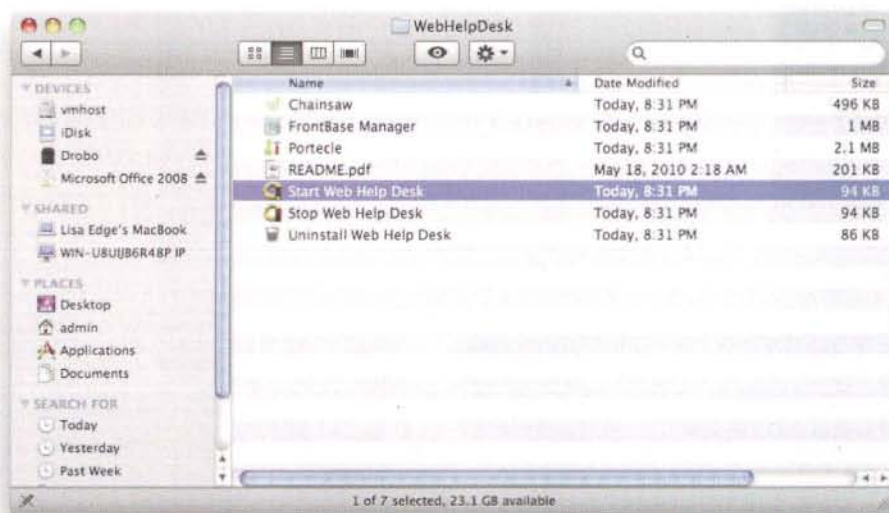 WebHelpDesk
DEVICES
vmhost
iDisk
Drobo
Microsoft Office 2008
SHARED
Lisa Edge's MacBook
WIN-U8UIJB6R48P IP
PLACES
Desktop
admin
Applications
Documents
SEARCH FOR
Today
Yesterday
Past Week
Name Date Modified Size
Chainsaw Today, 8:31 PM 496 KB
FrontBase Manager Today, 8:31 PM 1 MB
Portecle Today, 8:31 PM 2.1 MB
README.pdf May 18, 2010 2:18 AM 201 KB
Start Web Help Desk Today, 8:31 PM 94 KB
Stop Web Help Desk Today, 8:31 PM 94 KB
Uninstall Web Help Desk Today, 8:31 PM 86 KB
1 of 7 selected, 23.1 GB available